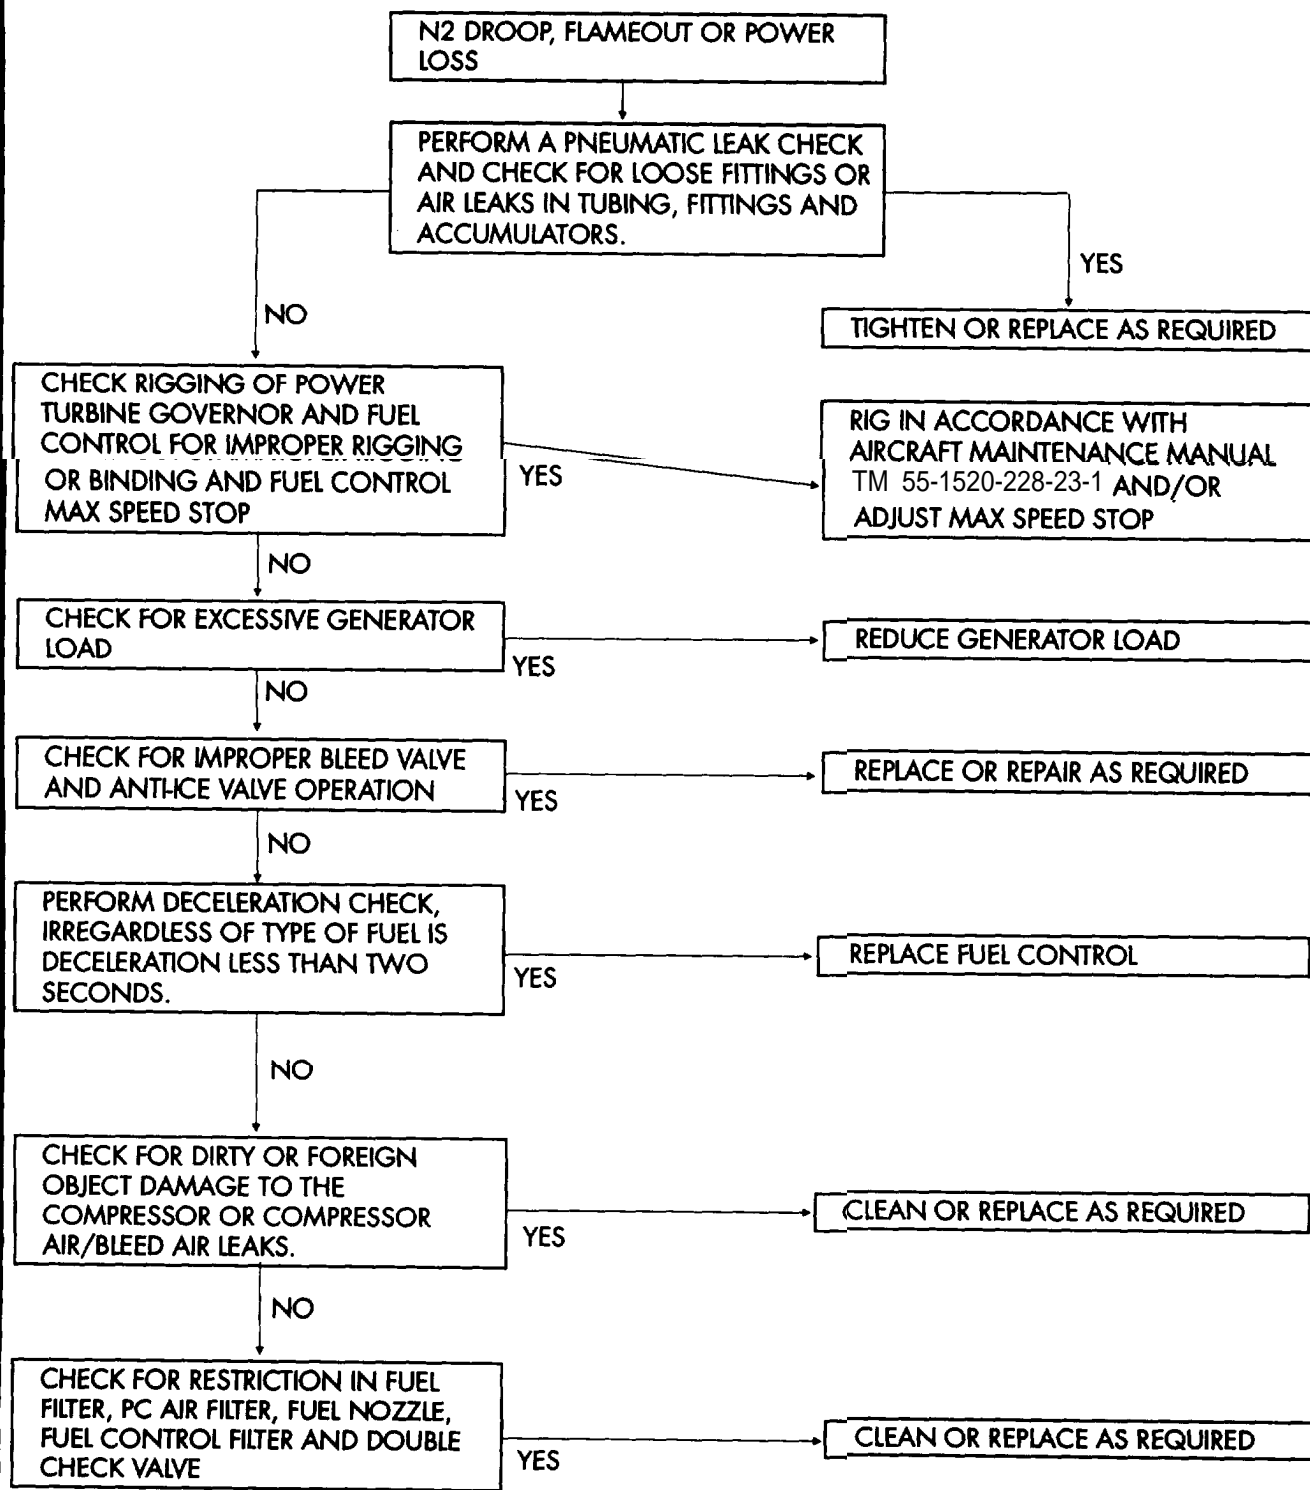 N2 DROOP, FLAMEOUT OR POWER
LOSS
PERFORM A PNEUMATIC LEAK CHECK
AND CHECK FOR LOOSE FITTINGS OR
AIR LEAKS IN TUBING, FITTINGS AND
ACCUMULATORS.
YES
NO
TIGHTEN OR REPLACE AS REQUIRED
CHECK RIGGING OF POWER
TURBINE GOVERNOR AND FUEL
CONTROL FOR IMPROPER RIGGING
OR BINDING AND FUEL CONTROL
MAX SPEED STOP
YES
RIG IN ACCORDANCE WITH
AIRCRAFT MAINTENANCE MANUAL
TM 55-1520-228-23-1 AND/OR
ADJUST MAX SPEED STOP
NO
CHECK FOR EXCESSIVE GENERATOR
LOAD
YES
REDUCE GENERATOR LOAD
NO
CHECK FOR IMPROPER BLEED VALVE
AND ANTI-ICE VALVE OPERATION
YES
REPLACE OR REPAIR AS REQUIRED
NO
PERFORM DECELERATION CHECK,
IRREGARDLESS OF TYPE OF FUEL IS
DECELERATION LESS THAN TWO
SECONDS.
YES
REPLACE FUEL CONTROL
NO
CHECK FOR DIRTY OR FOREIGN
OBJECT DAMAGE TO THE
COMPRESSOR OR COMPRESSOR
AIR/BLEED AIR LEAKS.
YES
CLEAN OR REPLACE AS REQUIRED
NO
CHECK FOR RESTRICTION IN FUEL
FILTER, PC AIR FILTER, FUEL NOZZLE,
FUEL CONTROL FILTER AND DOUBLE
CHECK VALVE
YES
CLEAN OR REPLACE AS REQUIRED